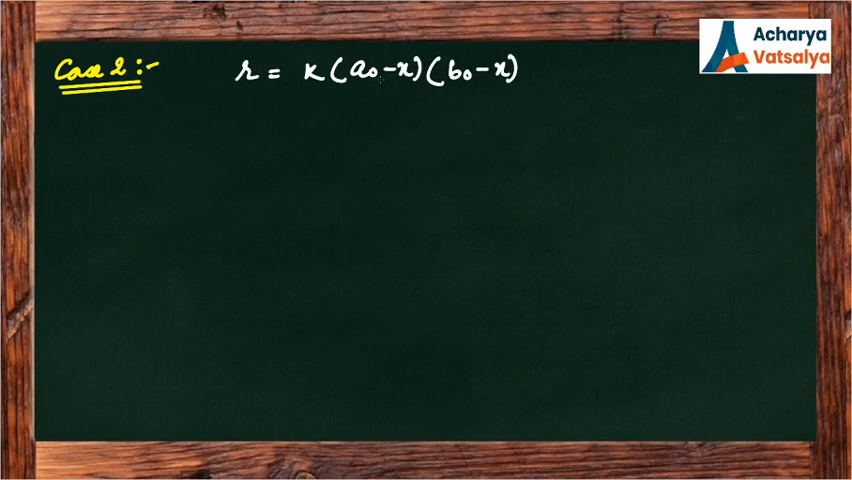 Case 2 :-
r = K (a₀ - x) (b₀ - x)
Acharya
Vatsalya